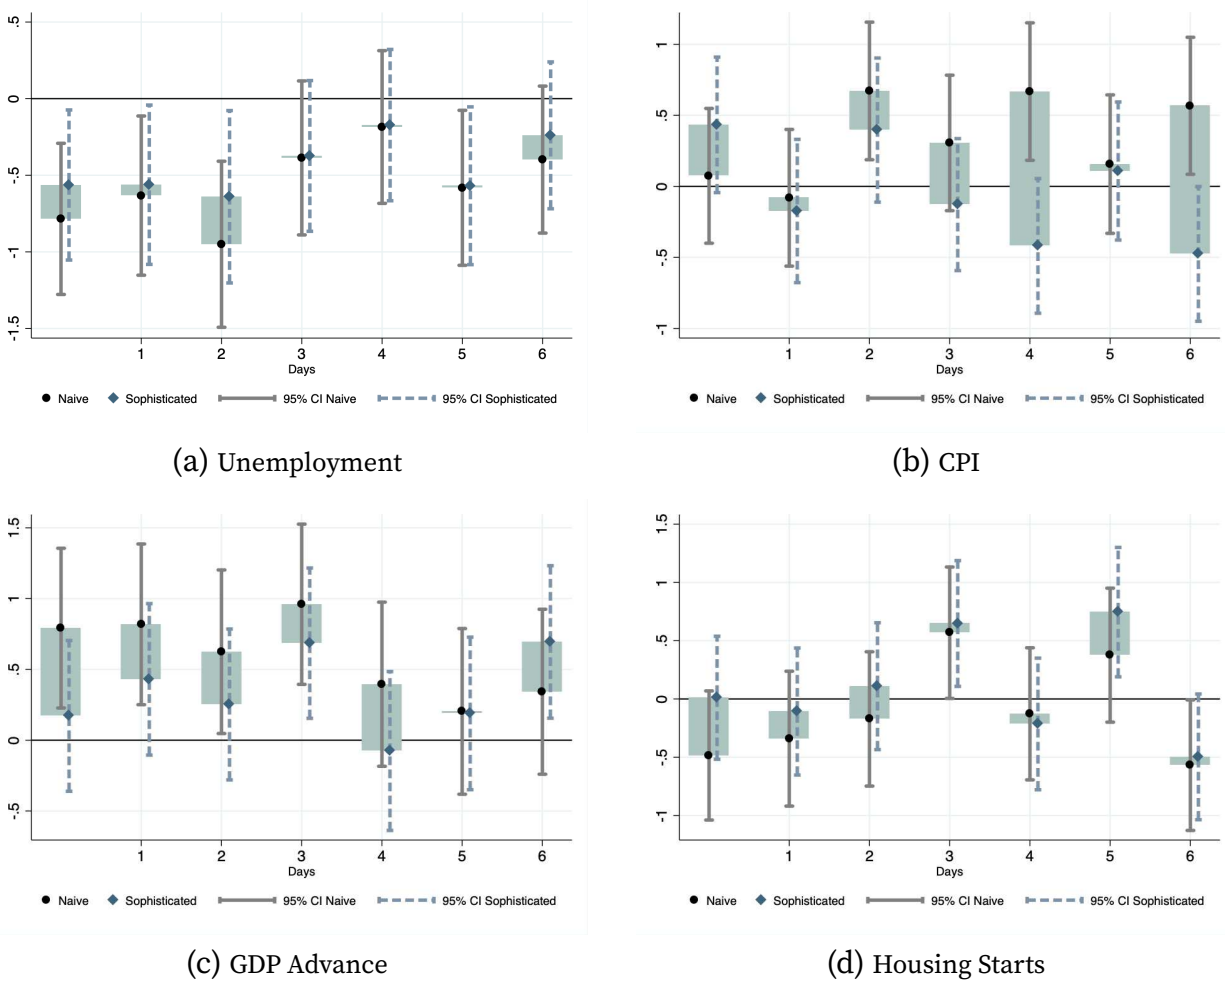 .5
0
-.5
-1
-1.5
1 2 3 4 5 6
Days
Naive Sophisticated 95% CI Naive 95% CI Sophisticated
(a) Unemployment
1
.5
0
-.5
-1
1 2 3 4 5 6
Days
Naive Sophisticated 95% CI Naive 95% CI Sophisticated
(b) CPI
1.5
1
.5
0
-.5
1 2 3 4 5 6
Days
Naive Sophisticated 95% CI Naive 95% CI Sophisticated
(c) GDP Advance
1.5
1
.5
0
-.5
-1
1 2 3 4 5 6
Days
Naive Sophisticated 95% CI Naive 95% CI Sophisticated
(d) Housing Starts